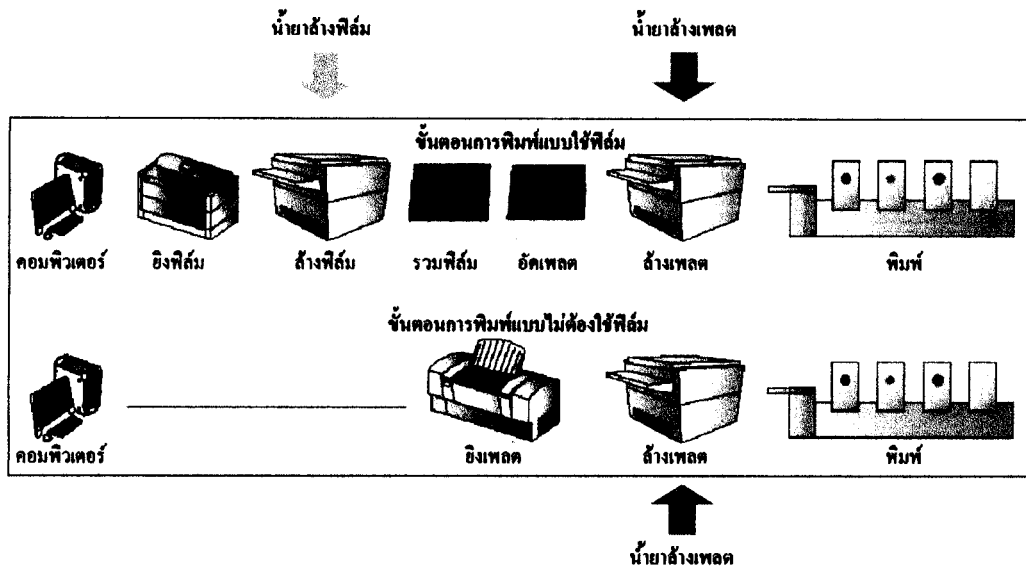 น้ำยาล้างฟิล์ม น้ำยาล้างเพลต
ขั้นตอนการพิมพ์แบบใช้ฟิล์ม
คอมพิวเตอร์ ยิงฟิล์ม ล้างฟิล์ม รวมฟิล์ม อัดเพลต ล้างเพลต พิมพ์
ขั้นตอนการพิมพ์แบบไม่ต้องใช้ฟิล์ม
คอมพิวเตอร์ ยิงเพลต ล้างเพลต พิมพ์
น้ำยาล้างเพลต